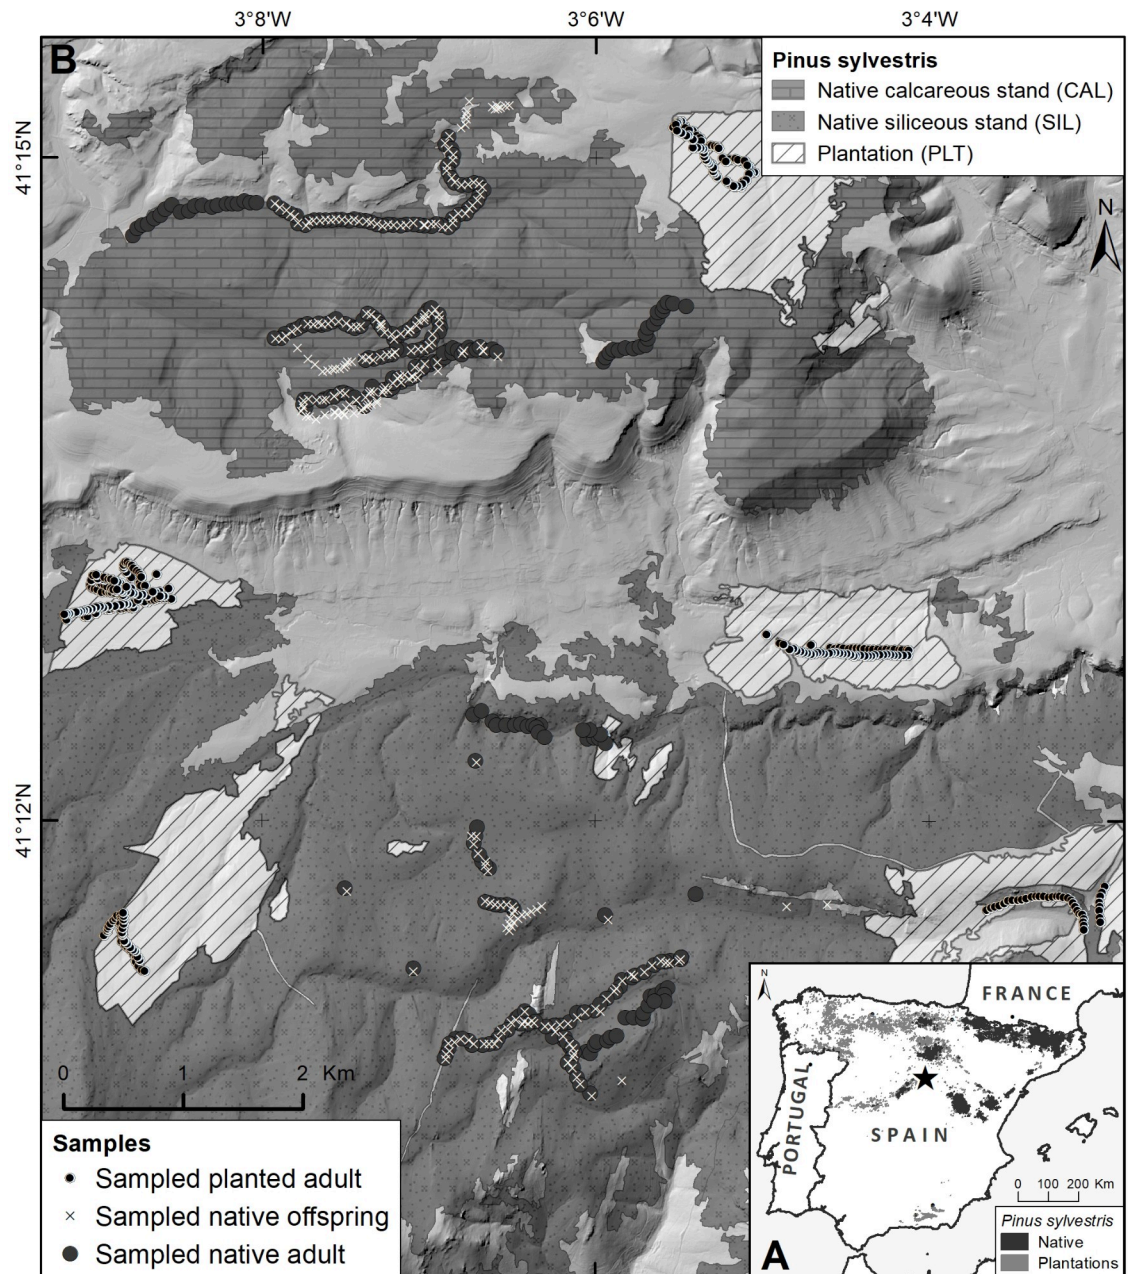 3°8'W
3°6'W
3°4'W
B
Pinus sylvestris
Native calcareous stand (CAL)
Native siliceous stand (SIL)
Plantation (PLT)
41°15'N
N
41°12'N
0 1 2 Km
Samples
Sampled planted adult
Sampled native offspring
Sampled native adult
N
FRANCE
PORTUGAL
SPAIN
0 100 200 Km
Pinus sylvestris
Native
Plantations
A